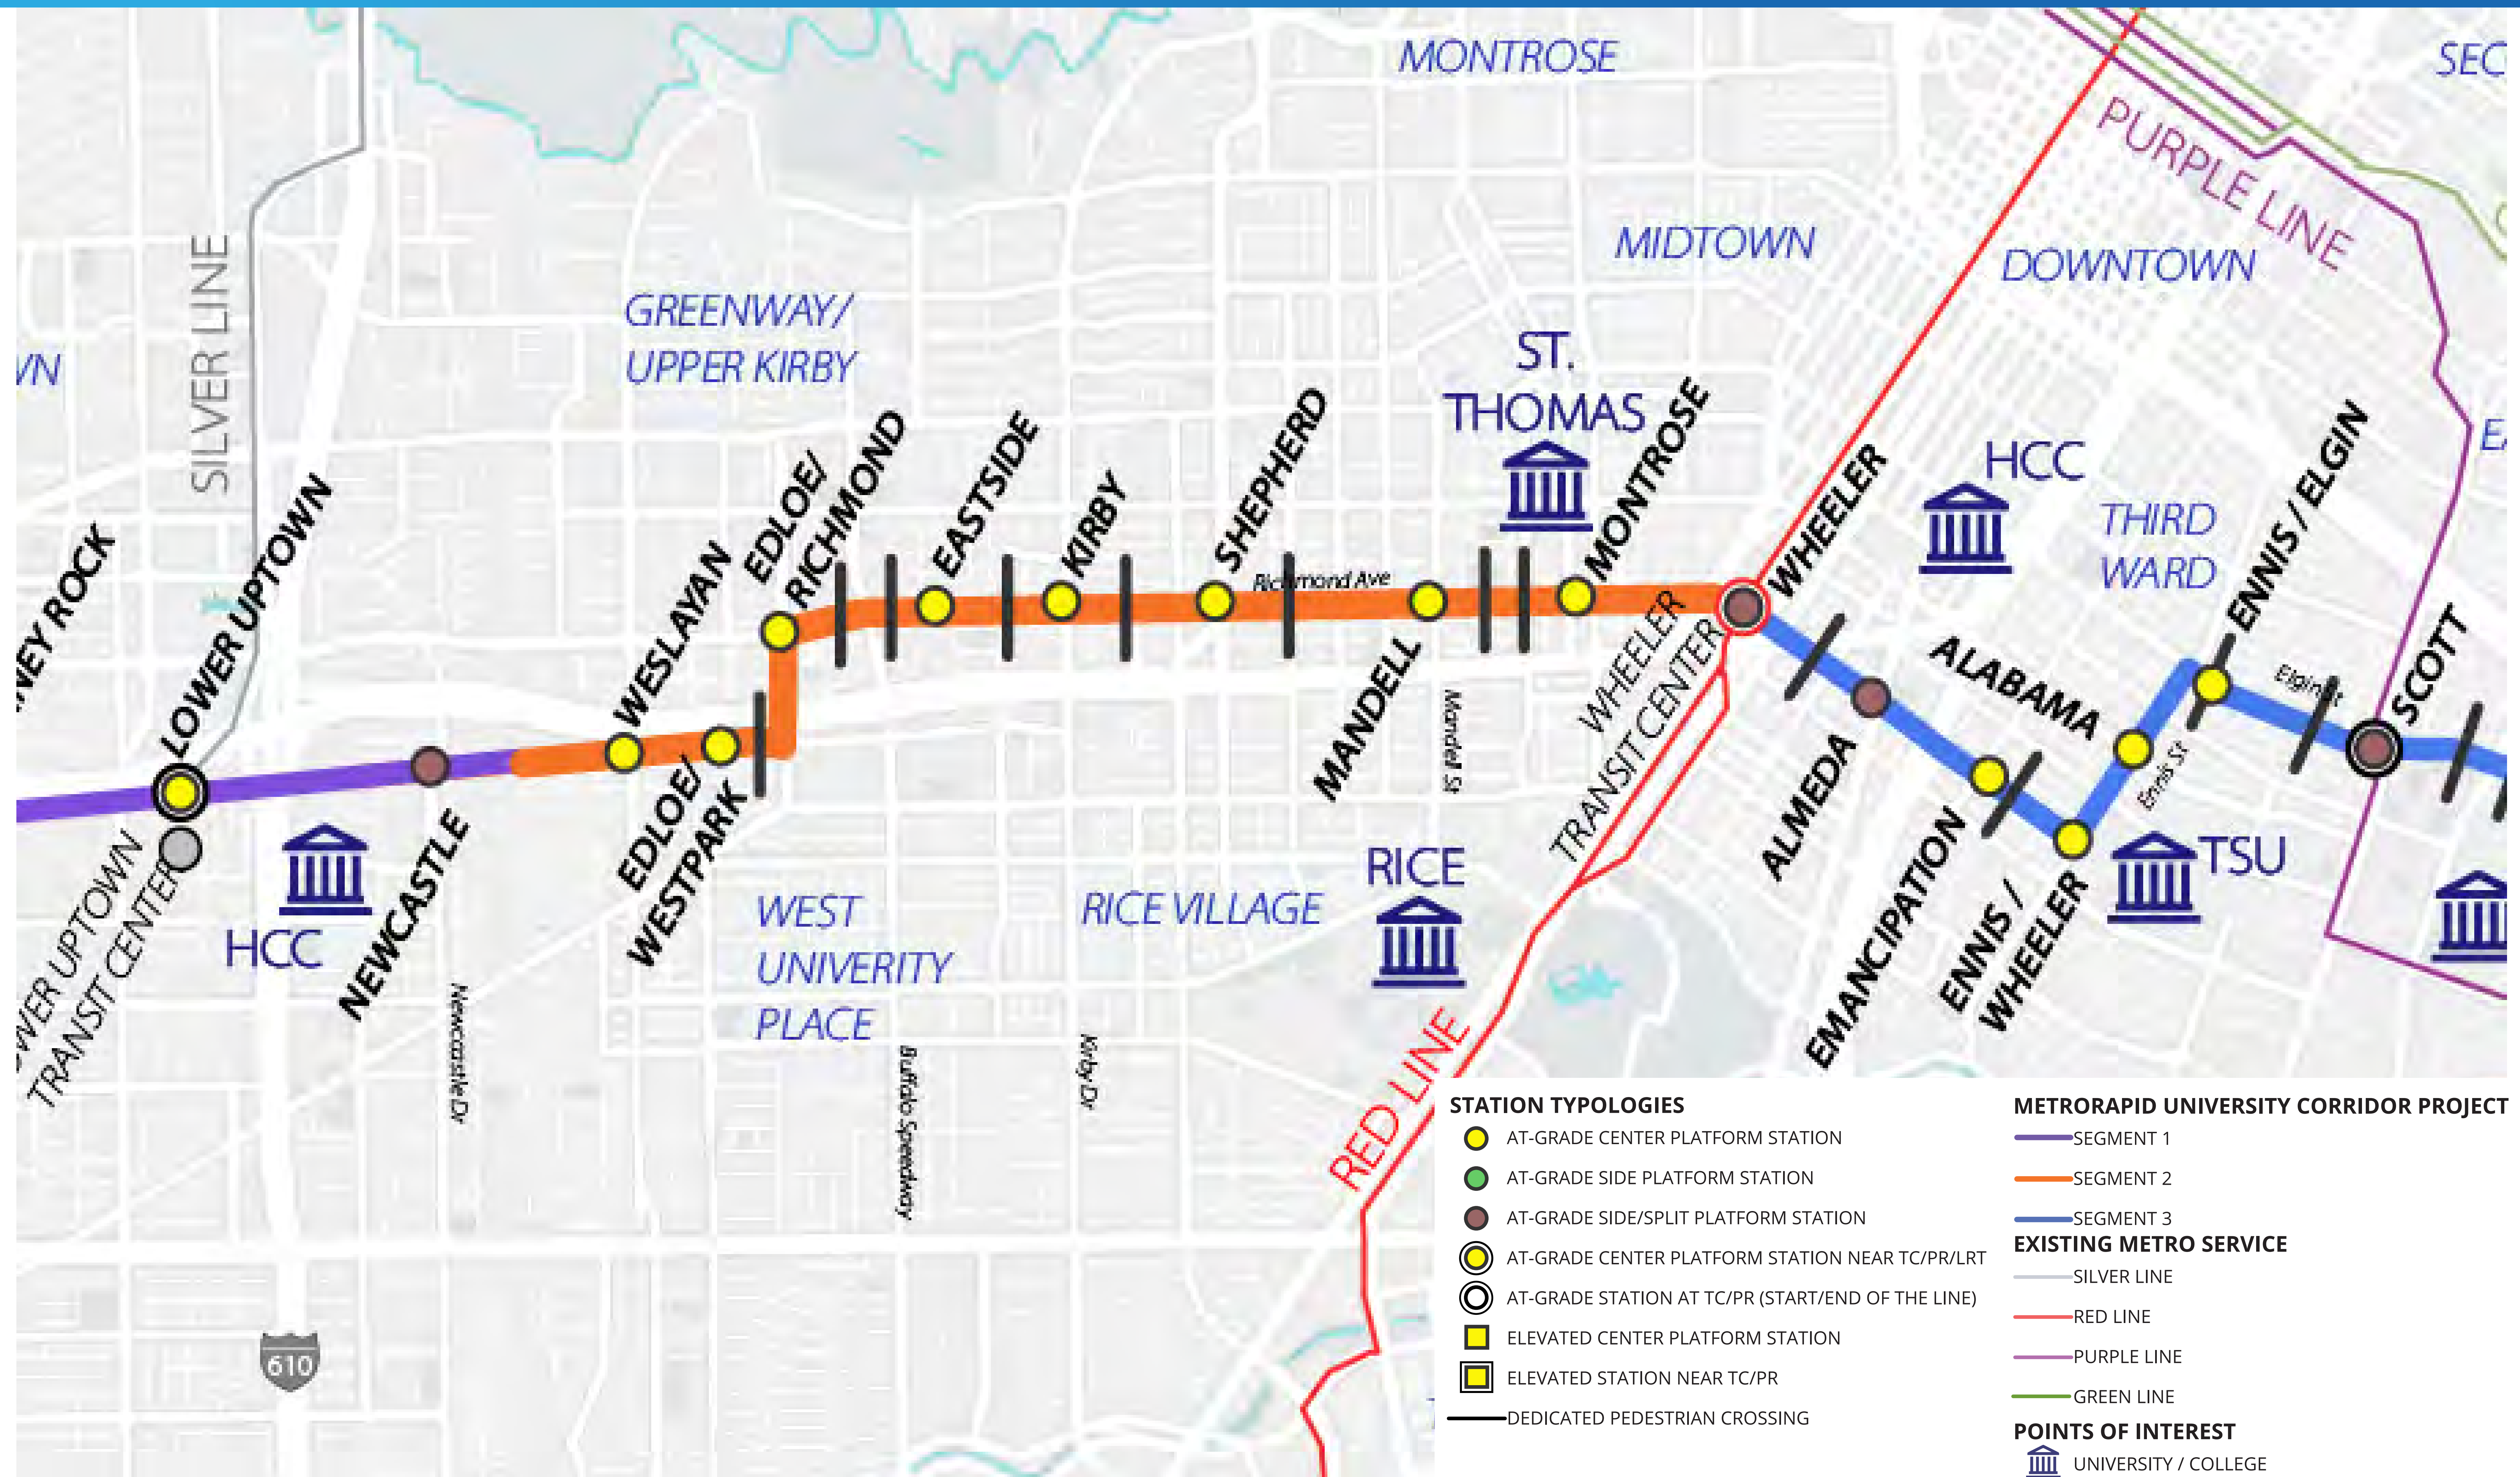 MONTROSE
SEC
PURPLE LINE
MIDTOWN
DOWNTOWN
SILVER LINE
GREENWAY/
UPPER KIRBY
ST.
THOMAS
HCC
THIRD
WARD
LOWER UPTOWN
NEWCASTLE
WESLAYAN
EDLOE/
WESTPARK
EDLOE/
RICHMOND
EASTSIDE
KIRBY
SHEPHERD
Richmond Ave
MANDELL
MONTROSE
WHEELER
WHEELER
TRANSIT CENTER
ALMEDA
EMANCIPATION
ENNIS /
WHEELER
ALABAMA
ENNIS / ELGIN
Elgin St
SCOTT
Ennis St
Mandell St
TSU
HCC
TRANSIT CENTER
WEST
UNIVERITY
PLACE
RICE VILLAGE
RICE
RED LINE
Newcastle Dr
Buffalo Speedway
Kirby Dr
610
STATION TYPOLOGIES
AT-GRADE CENTER PLATFORM STATION
AT-GRADE SIDE PLATFORM STATION
AT-GRADE SIDE/SPLIT PLATFORM STATION
AT-GRADE CENTER PLATFORM STATION NEAR TC/PR/LRT
AT-GRADE STATION AT TC/PR (START/END OF THE LINE)
ELEVATED CENTER PLATFORM STATION
ELEVATED STATION NEAR TC/PR
DEDICATED PEDESTRIAN CROSSING
METRORAPID UNIVERSITY CORRIDOR PROJECT
SEGMENT 1
SEGMENT 2
SEGMENT 3
EXISTING METRO SERVICE
SILVER LINE
RED LINE
PURPLE LINE
GREEN LINE
POINTS OF INTEREST
UNIVERSITY / COLLEGE